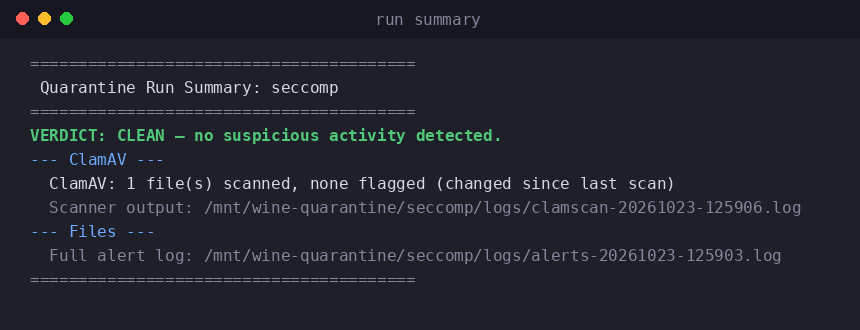 run summary
========================================
Quarantine Run Summary: seccomp
========================================
VERDICT: CLEAN — no suspicious activity detected.
--- ClamAV ---
ClamAV: 1 file(s) scanned, none flagged (changed since last scan)
Scanner output: /mnt/wine-quarantine/seccomp/logs/clamscan-20261023-125906.log
--- Files ---
Full alert log: /mnt/wine-quarantine/seccomp/logs/alerts-20261023-125903.log
========================================